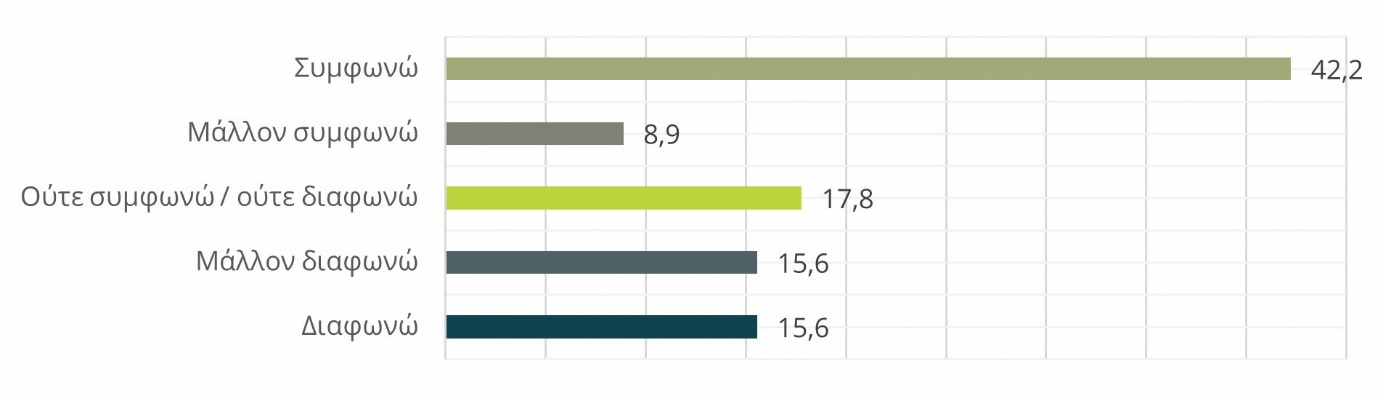 Συμφωνώ 42,2
Μάλλον συμφωνώ 8,9
Ούτε συμφωνώ / ούτε διαφωνώ 17,8
Μάλλον διαφωνώ 15,6
Διαφωνώ 15,6